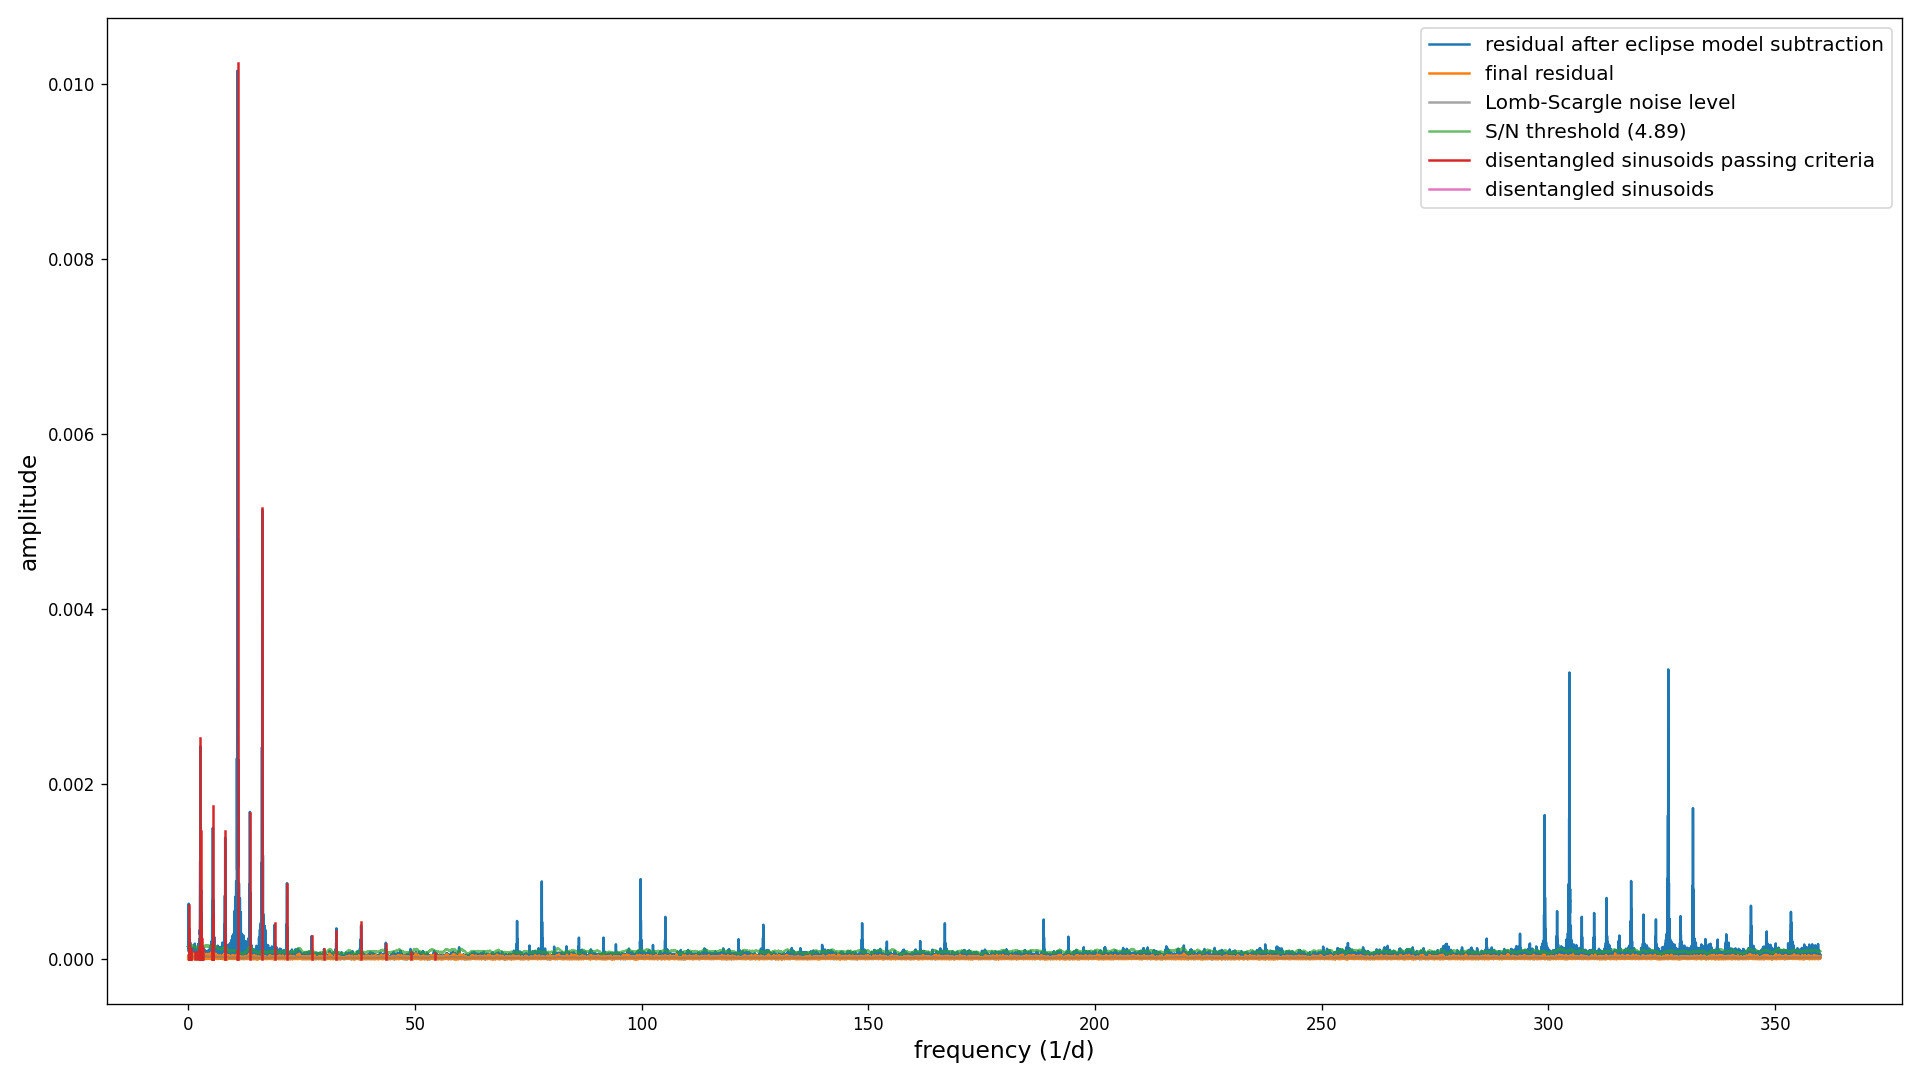 residual after eclipse model subtraction
final residual
Lomb-Scargle noise level
S/N threshold (4.89)
disentangled sinusoids passing criteria
disentangled sinusoids
0.010
0.008
0.006
0.004
0.002
0.000
amplitude
0 50 100 150 200 250 300 350
frequency (1/d)